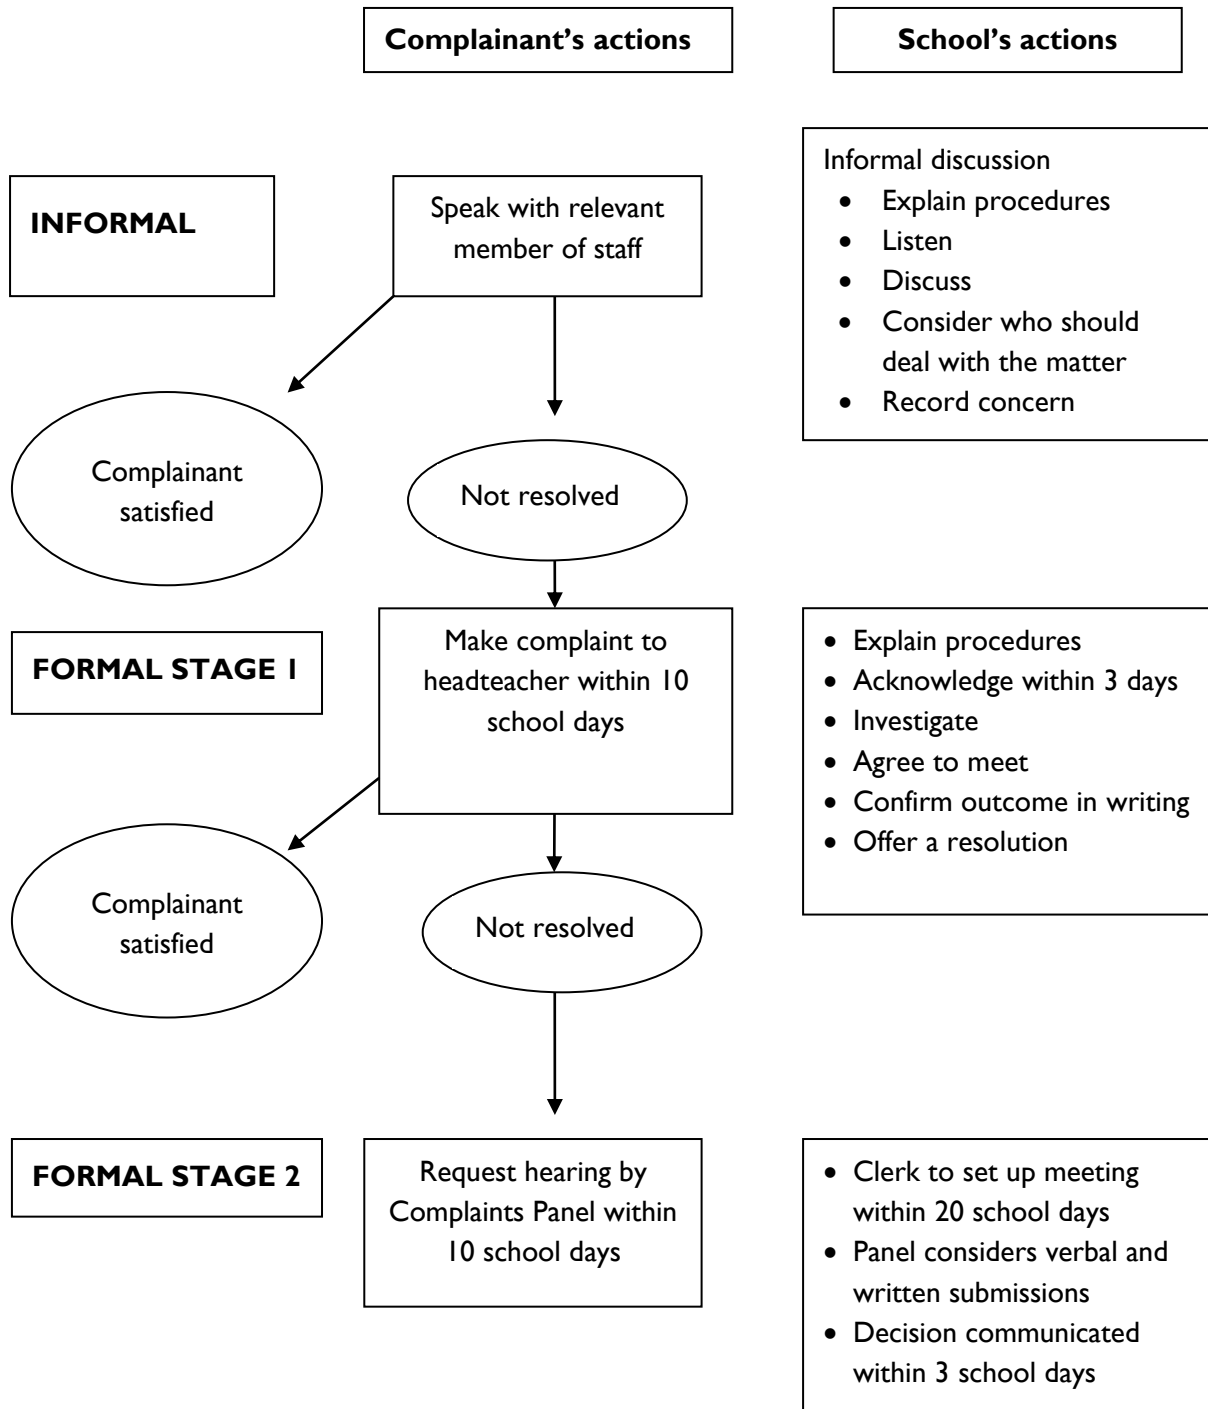 Complainant’s actions
School’s actions
INFORMAL
Speak with relevant
member of staff
Informal discussion
• Explain procedures
• Listen
• Discuss
• Consider who should
deal with the matter
• Record concern
Complainant
satisfied
Not resolved
FORMAL STAGE 1
Make complaint to
headteacher within 10
school days
• Explain procedures
• Acknowledge within 3 days
• Investigate
• Agree to meet
• Confirm outcome in writing
• Offer a resolution
Complainant
satisfied
Not resolved
FORMAL STAGE 2
Request hearing by
Complaints Panel within
10 school days
• Clerk to set up meeting
within 20 school days
• Panel considers verbal and
written submissions
• Decision communicated
within 3 school days